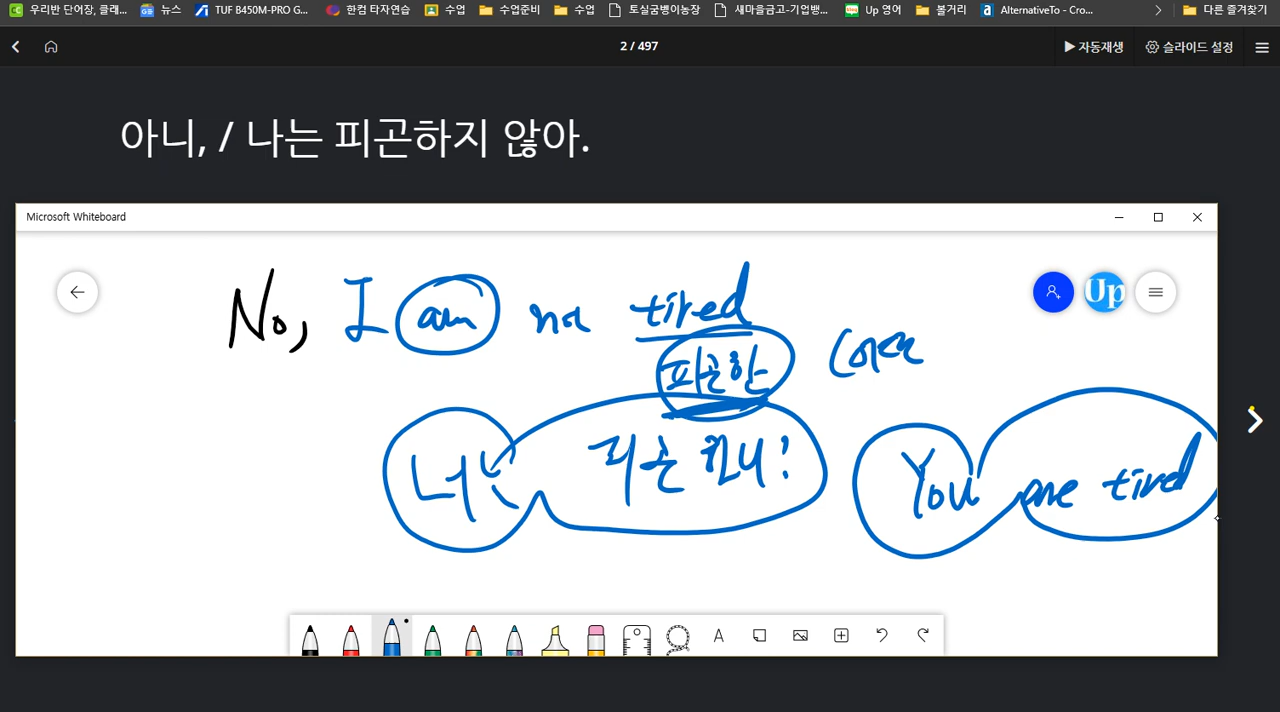 우리반 단어장, 클래... 뉴스 TUF B450M-PRO G... 한컴 타자연습 수업 수업준비 수업 토실굼벵이농장 새마을금고-기업뱅... Up 영어 볼거리 AlternativeTo - Cro... 다른 즐겨찾기
2 / 497 자동재생 슬라이드 설정
아니, / 나는 피곤하지 않아.
Microsoft Whiteboard
No, I am not tired
Up
피곤한
너는 피곤하니? You are tired
A